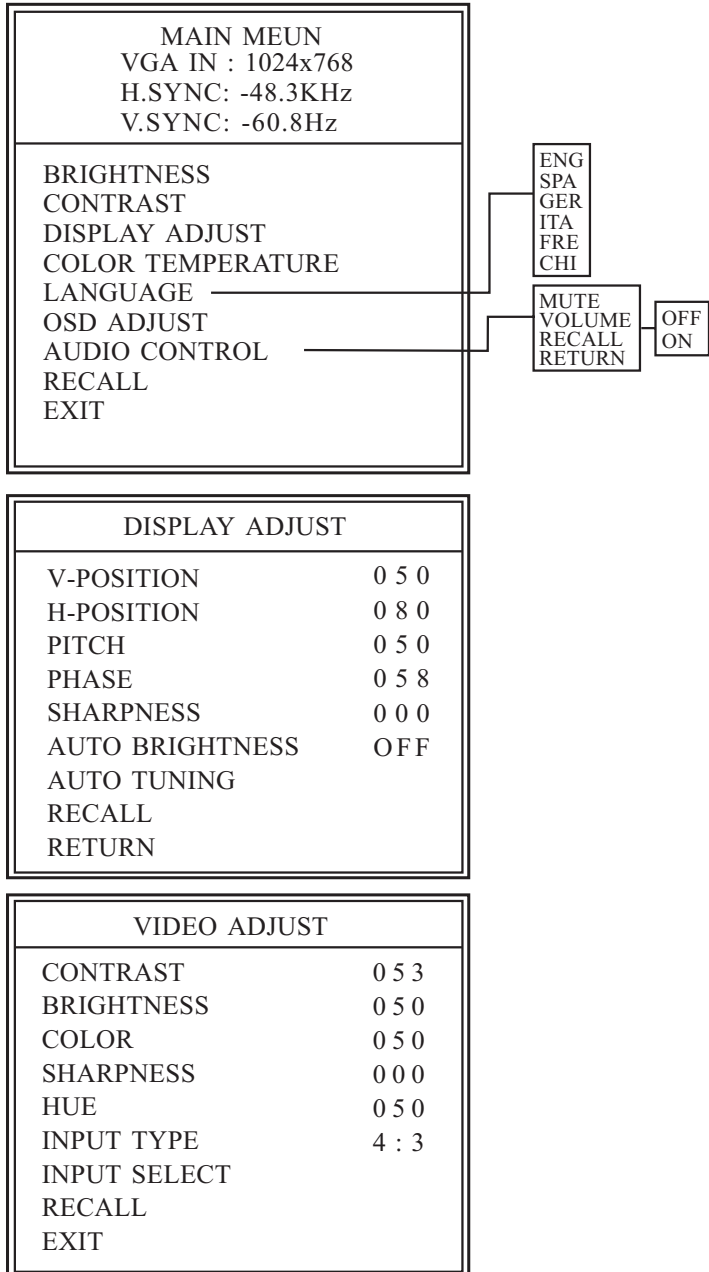 MAIN MEUN
VGA IN : 1024x768
H.SYNC: -48.3KHz
V.SYNC: -60.8Hz
BRIGHTNESS
CONTRAST
DISPLAY ADJUST
COLOR TEMPERATURE
LANGUAGE
OSD ADJUST
AUDIO CONTROL
RECALL
EXIT
ENG
SPA
GER
ITA
FRE
CHI
MUTE
VOLUME
RECALL
RETURN
OFF
ON
DISPLAY ADJUST
V-POSITION 050
H-POSITION 080
PITCH 050
PHASE 058
SHARPNESS 000
AUTO BRIGHTNESS OFF
AUTO TUNING
RECALL
RETURN
VIDEO ADJUST
CONTRAST 053
BRIGHTNESS 050
COLOR 050
SHARPNESS 000
HUE 050
INPUT TYPE 4 : 3
INPUT SELECT
RECALL
EXIT